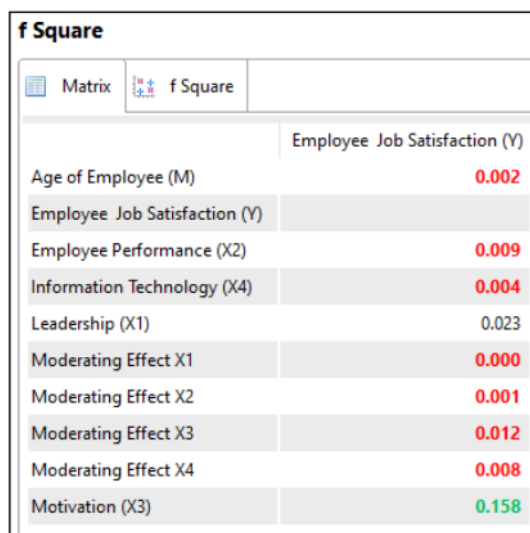 f Square
Matrix f Square
Employee Job Satisfaction (Y)
Age of Employee (M) 0.002
Employee Job Satisfaction (Y)
Employee Performance (X2) 0.009
Information Technology (X4) 0.004
Leadership (X1) 0.023
Moderating Effect X1 0.000
Moderating Effect X2 0.001
Moderating Effect X3 0.012
Moderating Effect X4 0.008
Motivation (X3) 0.158